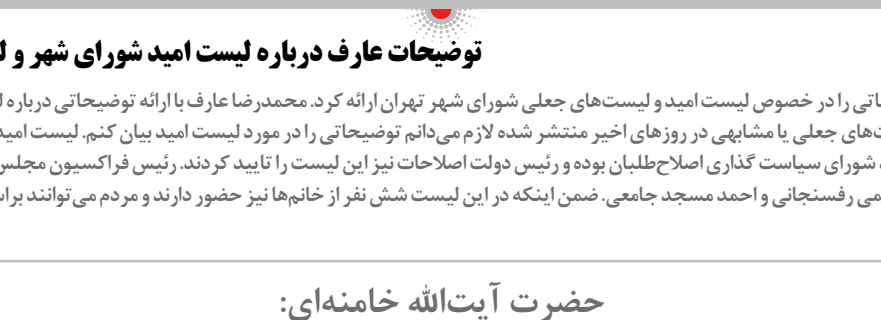 توضیحات عارف درباره لیست امید شورای شهر و
را در خصوص لیست امید و لیست‌های جعلی شورای شهر تهران ارائه کرد. محمدرضا عارف با ارائه توضیحاتی درباره
جعلی یا مشابهی در روزهای اخیر منتشر شده لازم می‌دانم توضیحاتی را در مورد لیست امید بیان کنم. لیست امید
شورای سیاست گذاری اصلاح‌طلبان بوده و رئیس دولت اصلاحات نیز این لیست را تایید کردند. رئیس فراکسیون مجلس
رفسنجانی و احمد مسجد جامعی. ضمن اینکه در این لیست شش نفر از خانم‌ها نیز حضور دارند و مردم می‌توانند
حضرت آیت‌الله خامنه‌ای: